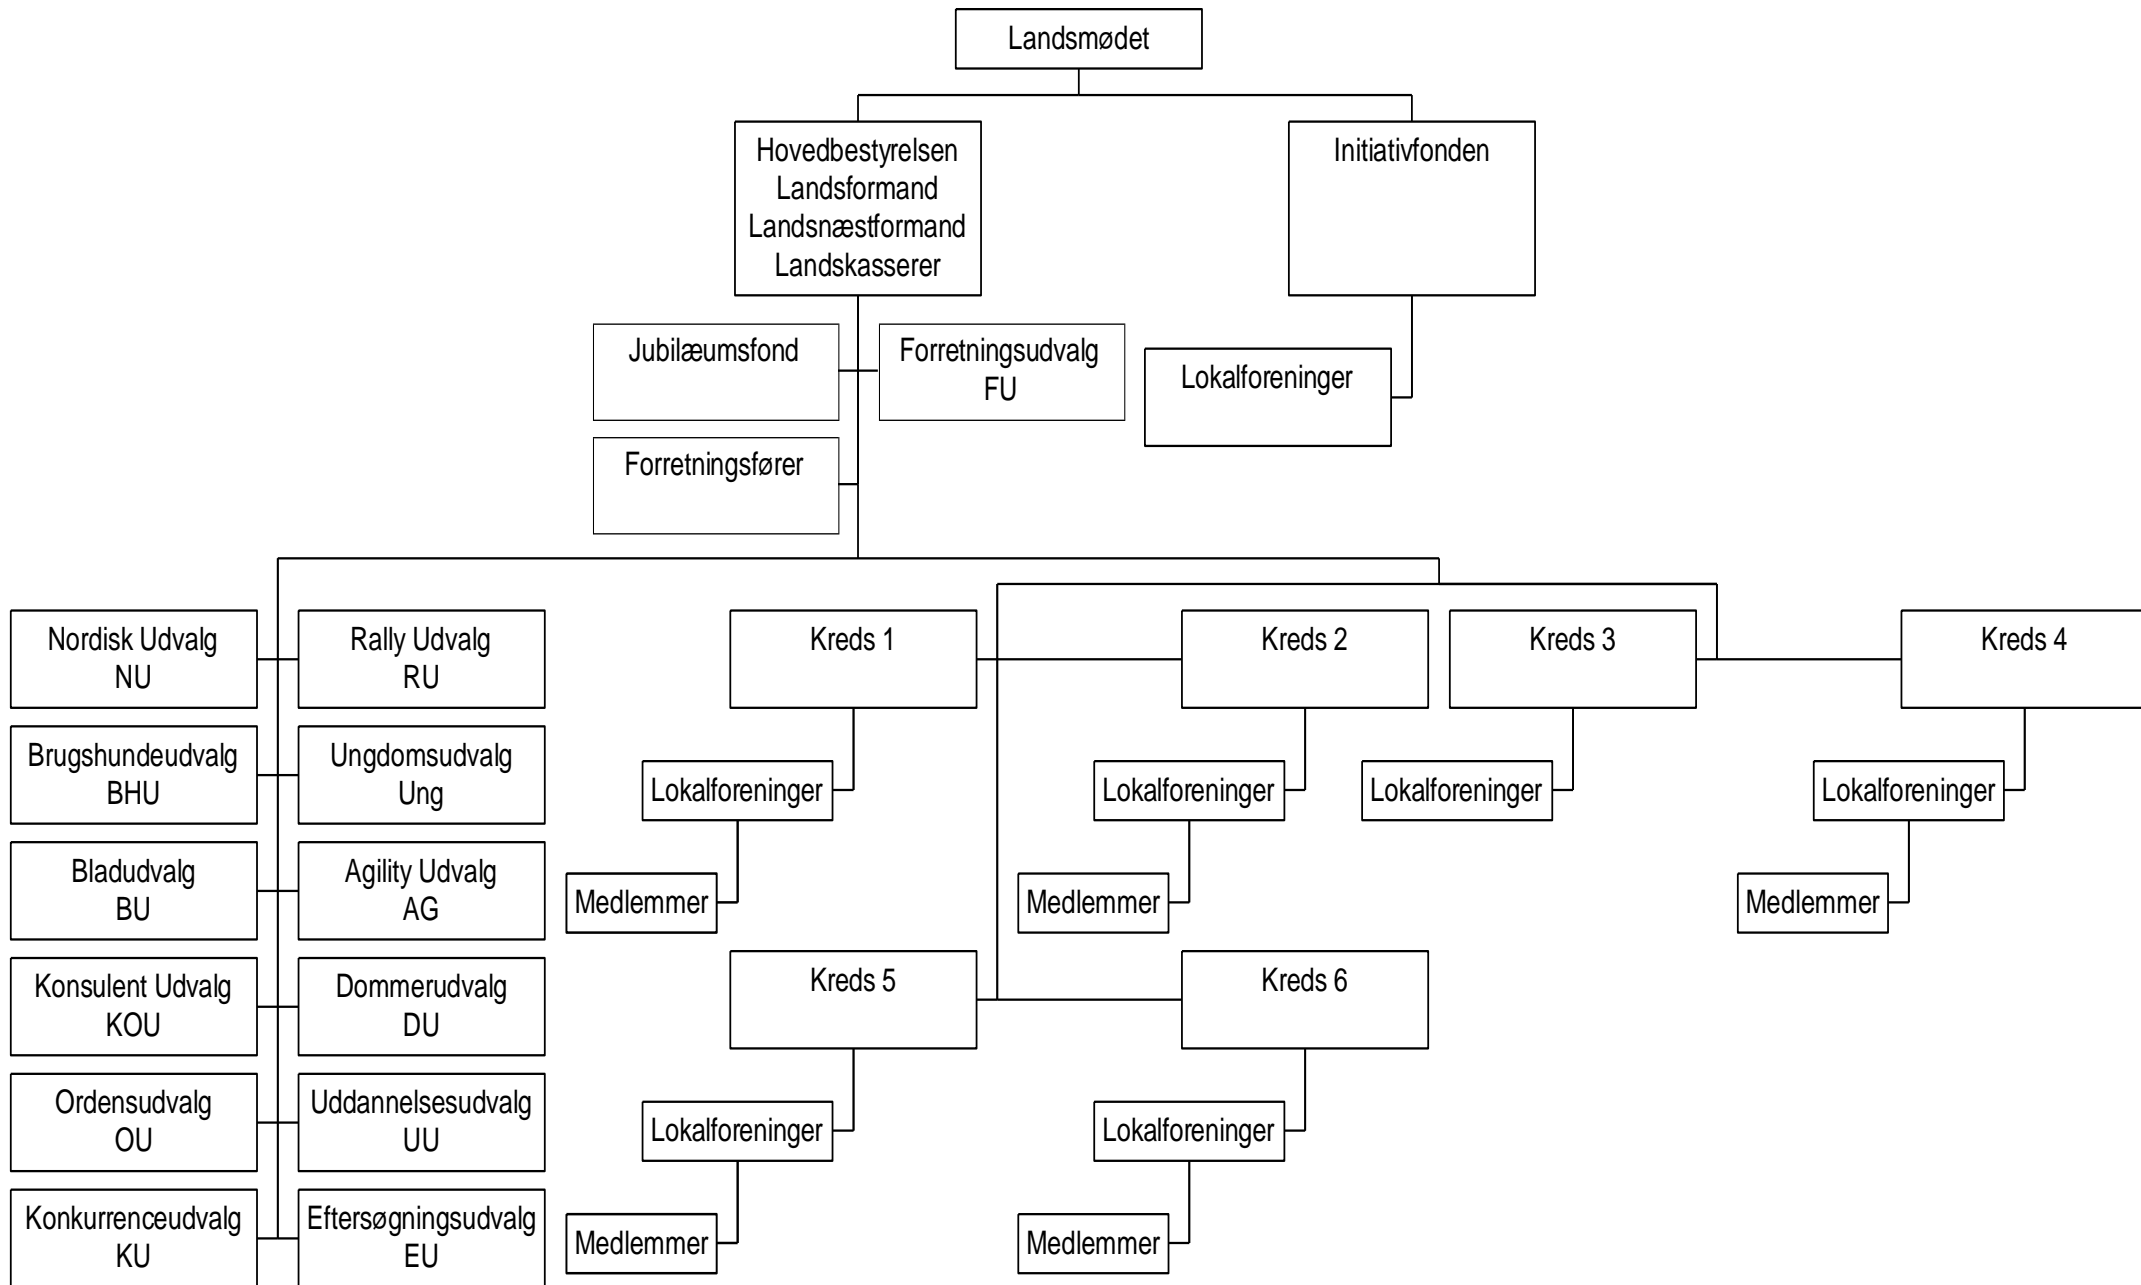 Landsmødet
Hovedbestyrelsen
Landsformand
Landsnæstformand
Landskasserer
Initiativfonden
Jubilæumsfond
Forretningsudvalg
FU
Lokalforeninger
Forretningsfører
Nordisk Udvalg
NU
Rally Udvalg
RU
Brugshundeudvalg
BHU
Ungdomsudvalg
Ung
Bladudvalg
BU
Agility Udvalg
AG
Konsulent Udvalg
KOU
Dommerudvalg
DU
Ordensudvalg
OU
Uddannelsesudvalg
UU
Konkurrenceudvalg
KU
Eftersøgningsudvalg
EU
Kreds 1
Lokalforeninger
Medlemmer
Kreds 2
Lokalforeninger
Medlemmer
Kreds 3
Lokalforeninger
Kreds 4
Lokalforeninger
Medlemmer
Kreds 5
Lokalforeninger
Medlemmer
Kreds 6
Lokalforeninger
Medlemmer